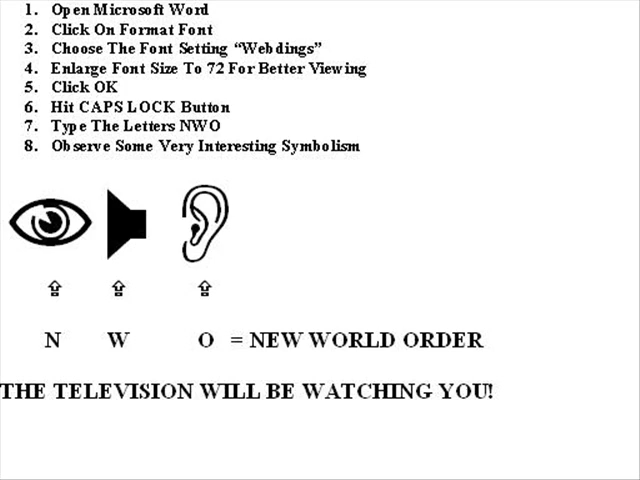 1. Open Microsoft Word
2. Click On Format Font
3. Choose The Font Setting “Webdings”
4. Enlarge Font Size To 72 For Better Viewing
5. Click OK
6. Hit CAPS LOCK Button
7. Type The Letters NWO
8. Observe Some Very Interesting Symbolism
N W O = NEW WORLD ORDER
THE TELEVISION WILL BE WATCHING YOU!